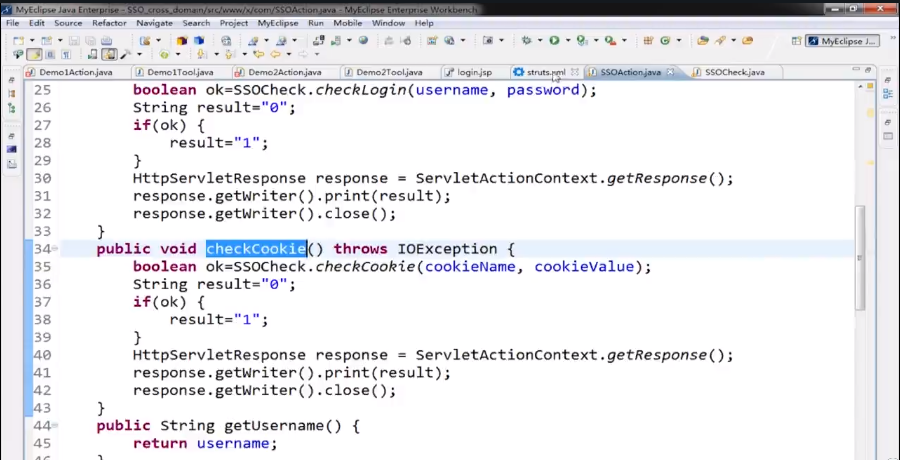 MyEclipse Java Enterprise - SSO_cross_domain/src/www/x/com/SSOAction.java - MyEclipse Enterprise Workbench
File Edit Source Refactor Navigate Search Project MyEclipse Run Mobile Window Help
MyEclipse J...
Demo1Action.java Demo1Tool.java Demo2Action.java Demo2Tool.java login.jsp struts.xml SSOAction.java SSOCheck.java
25 boolean ok=SSOCheck.checkLogin(username, password);
26 String result="0";
27 if(ok) {
28 result="1";
29 }
30 HttpServletResponse response = ServletActionContext.getResponse();
31 response.getWriter().print(result);
32 response.getWriter().close();
33 }
34 public void checkCookie() throws IOException {
35 boolean ok=SSOCheck.checkCookie(cookieName, cookieValue);
36 String result="0";
37 if(ok) {
38 result="1";
39 }
40 HttpServletResponse response = ServletActionContext.getResponse();
41 response.getWriter().print(result);
42 response.getWriter().close();
43 }
44 public String getUsername() {
45 return username;
46 }